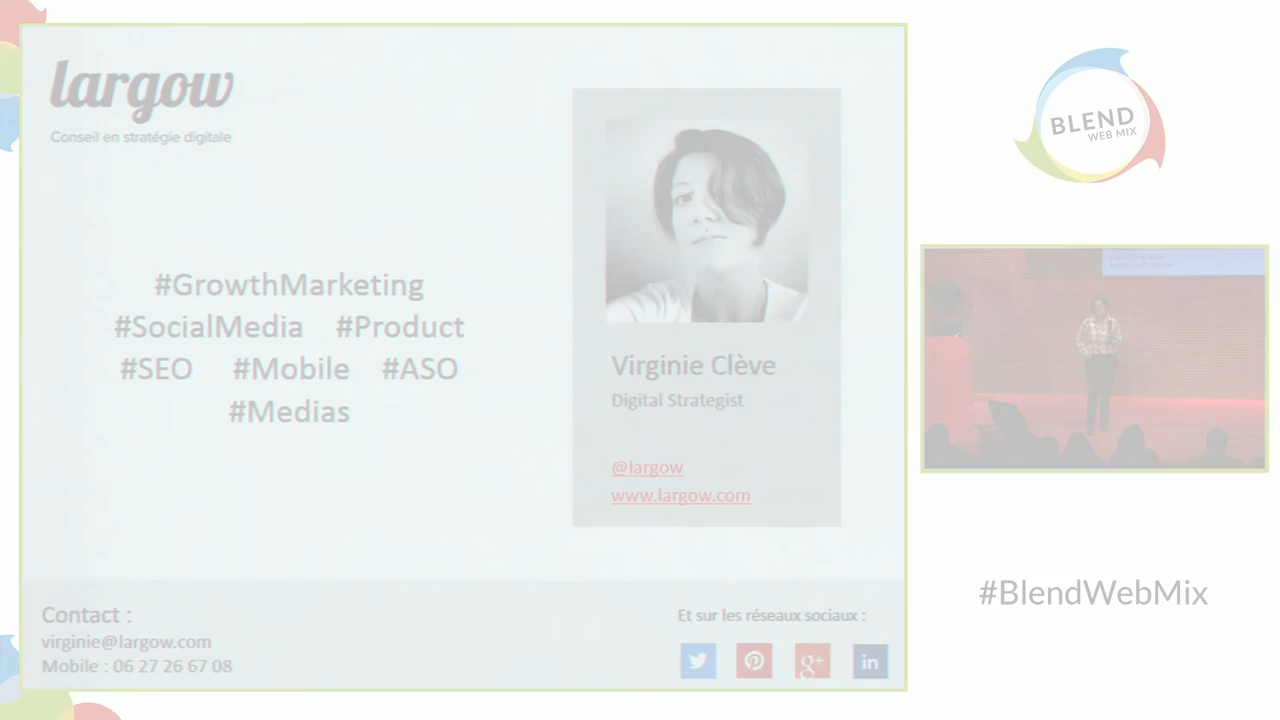 largow
Conseil en stratégie digitale
#GrowthMarketing
#SocialMedia #Product
#SEO #Mobile #ASO
#Medias
Virginie Clève
Digital Strategist
@largow
www.largow.com
Contact :
virginie@largow.com
Mobile : 06 27 26 67 08
Et sur les réseaux sociaux :
g+
in
BLEND
WEB MIX
#BlendWebMix